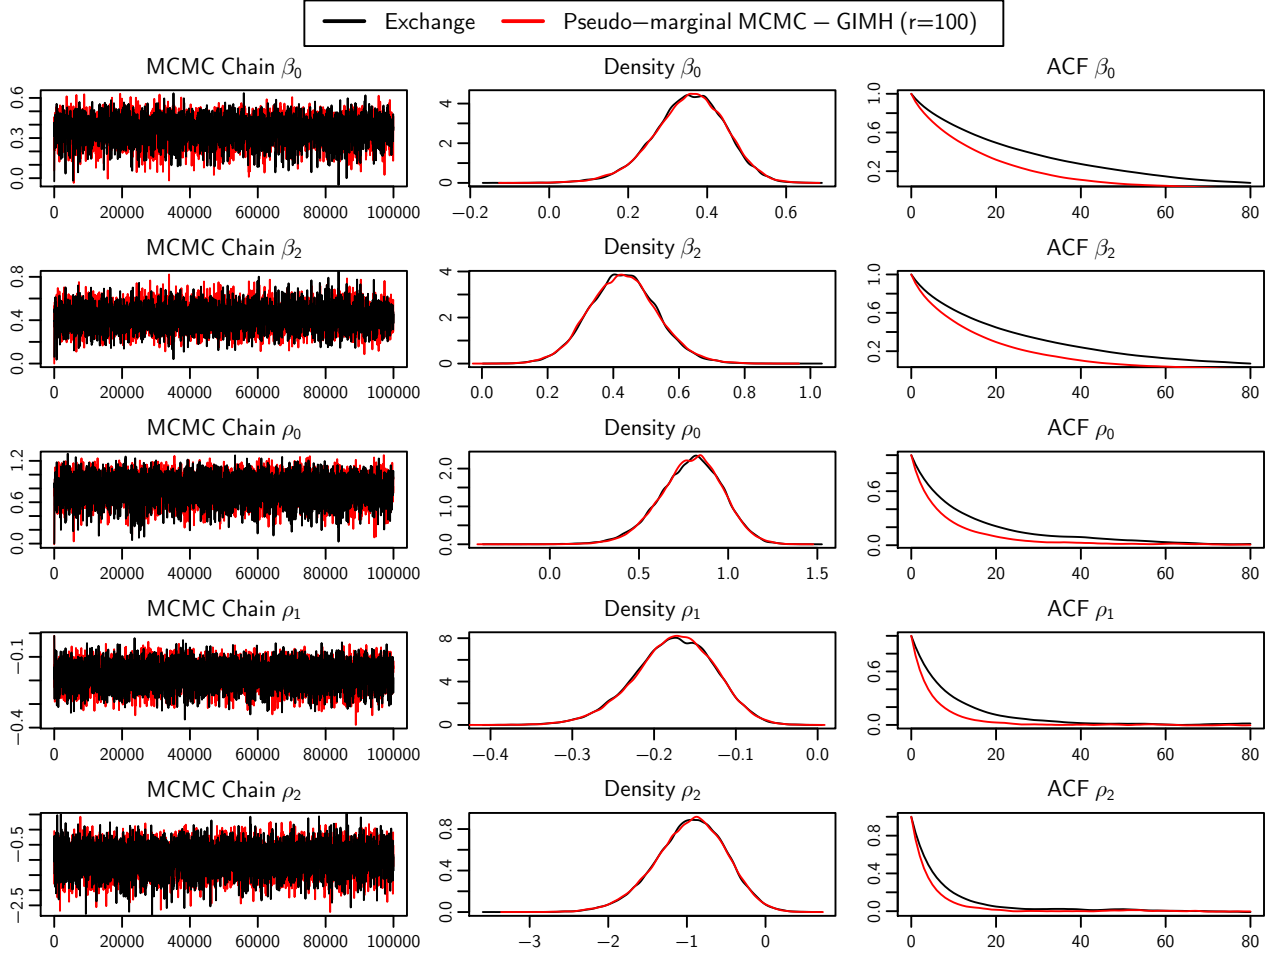 Exchange Pseudo−marginal MCMC − GIMH (r=100)
MCMC Chain β0 Density β0 ACF β0
0.0 0.3 0.6
0 20000 40000 60000 80000 100000
0 2 4
−0.2 0.0 0.2 0.4 0.6
0.2 0.6 1.0
0 20 40 60 80
MCMC Chain β2 Density β2 ACF β2
0.0 0.4 0.8
0 20000 40000 60000 80000 100000
0 2 4
0.0 0.2 0.4 0.6 0.8 1.0
0.2 0.6 1.0
0 20 40 60 80
MCMC Chain ρ0 Density ρ0 ACF ρ0
0.0 0.6 1.2
0 20000 40000 60000 80000 100000
0.0 1.0 2.0
0.0 0.5 1.0 1.5
0.0 0.6
0 20 40 60 80
MCMC Chain ρ1 Density ρ1 ACF ρ1
−0.4 −0.1
0 20000 40000 60000 80000 100000
0 4 8
−0.4 −0.3 −0.2 −0.1 0.0
0.0 0.6
0 20 40 60 80
MCMC Chain ρ2 Density ρ2 ACF ρ2
−2.5 −0.5
0 20000 40000 60000 80000 100000
0.0 0.4 0.8
−3 −2 −1 0
0.0 0.4 0.8
0 20 40 60 80